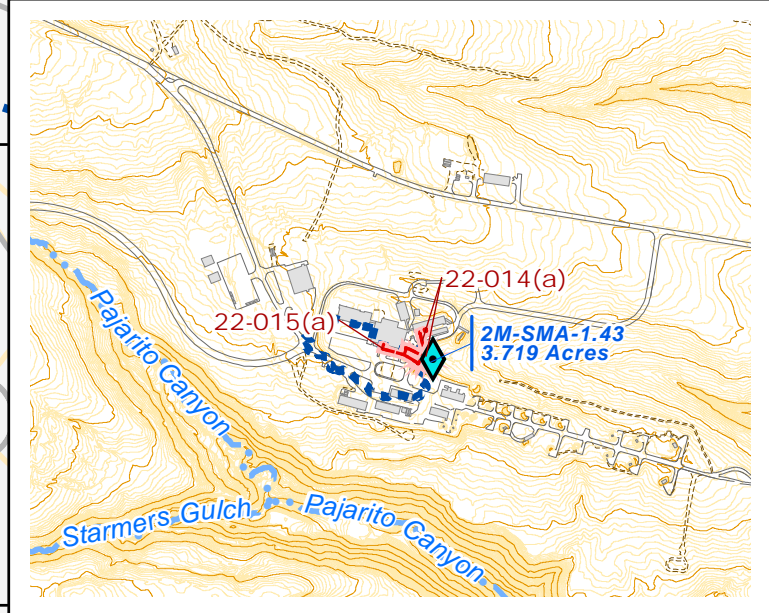 22-014(a)
22-015(a)
2M-SMA-1.43
3.719 Acres
Pajarito Canyon
Starmers Gulch
Pajarito Canyon